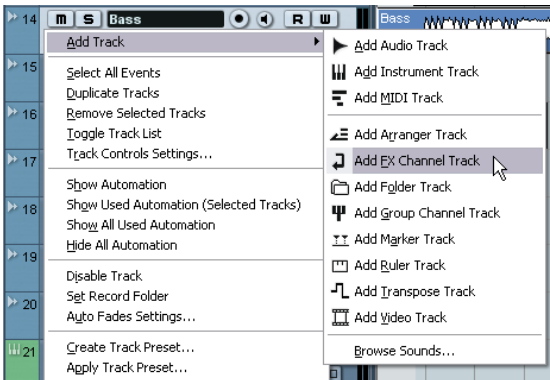 14 M S Bass R W Bass
Add Track
15
Select All Events
Duplicate Tracks
16 Remove Selected Tracks
Toggle Track List
17 Track Controls Settings...
Show Automation
18 Show Used Automation (Selected Tracks)
Show All Used Automation
Hide All Automation
19
Disable Track
20 Set Record Folder
Auto Fades Settings...
21 Create Track Preset...
Apply Track Preset...
Add Audio Track
Add Instrument Track
Add MIDI Track
Add Arranger Track
Add FX Channel Track
Add Folder Track
Add Group Channel Track
Add Marker Track
Add Ruler Track
Add Transpose Track
Add Video Track
Browse Sounds...